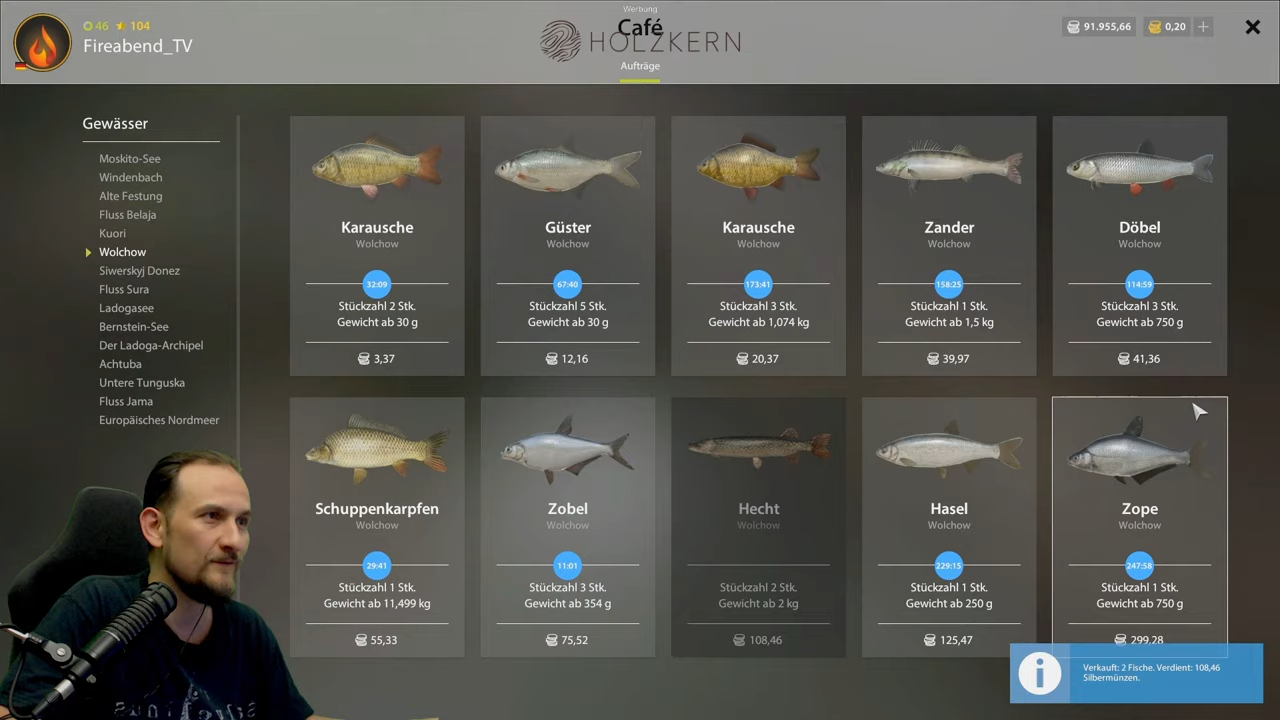 Werbung
46 104
Café
HOLZKERN
91.955,66
0,20
Fireabend_TV
Aufträge
Gewässer
Moskito-See
Windenbach
Alte Festung
Fluss Belaja
Kuori
Wolchow
Siwerskyj Donez
Fluss Sura
Ladogasee
Bernstein-See
Der Ladoga-Archipel
Achtuba
Untere Tunguska
Fluss Jama
Europäisches Nordmeer
Karausche
Wolchow
32:09
Stückzahl 2 Stk.
Gewicht ab 30 g
3,37
Güster
Wolchow
67:40
Stückzahl 5 Stk.
Gewicht ab 30 g
12,16
Karausche
Wolchow
173:41
Stückzahl 3 Stk.
Gewicht ab 1,074 kg
20,37
Zander
Wolchow
158:25
Stückzahl 1 Stk.
Gewicht ab 1,5 kg
39,97
Döbel
Wolchow
114:59
Stückzahl 3 Stk.
Gewicht ab 750 g
41,36
Schuppenkarpfen
Wolchow
29:41
Stückzahl 1 Stk.
Gewicht ab 11,499 kg
55,33
Zobel
Wolchow
11:01
Stückzahl 3 Stk.
Gewicht ab 354 g
75,52
Hecht
Wolchow
Stückzahl 2 Stk.
Gewicht ab 2 kg
108,46
Hasel
Wolchow
229:15
Stückzahl 1 Stk.
Gewicht ab 250 g
125,47
Zope
Wolchow
247:58
Stückzahl 1 Stk.
Gewicht ab 750 g
299,28
Verkauft: 2 Fische. Verdient: 108,46
Silbermünzen.